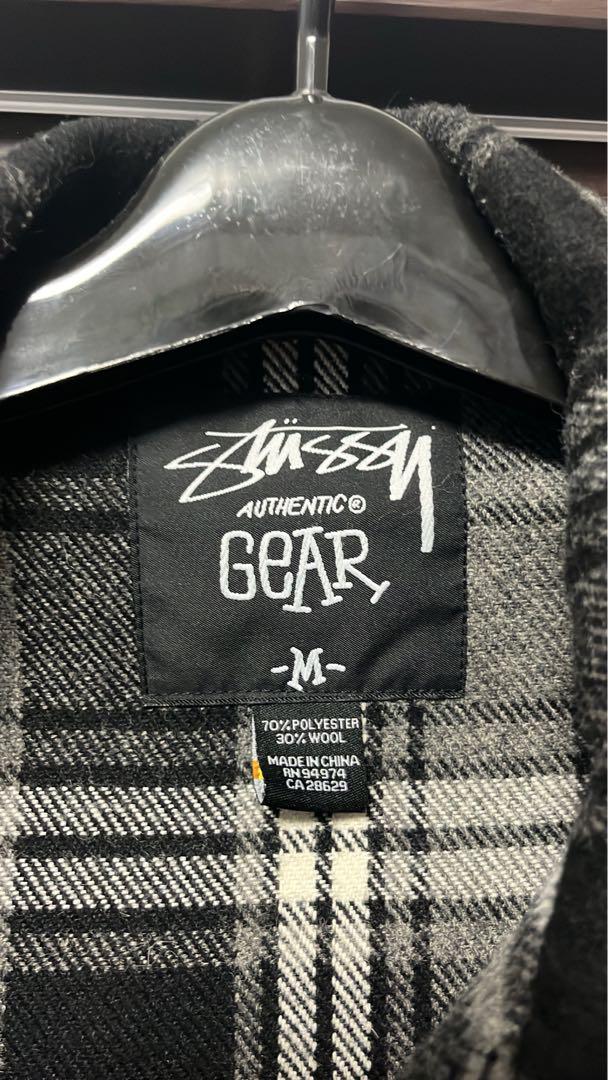 Stüssy
AUTHENTIC®
GEAR
-M-
70%POLYESTER
30%WOOL
MADE IN CHINA
RN 94974
CA 28629